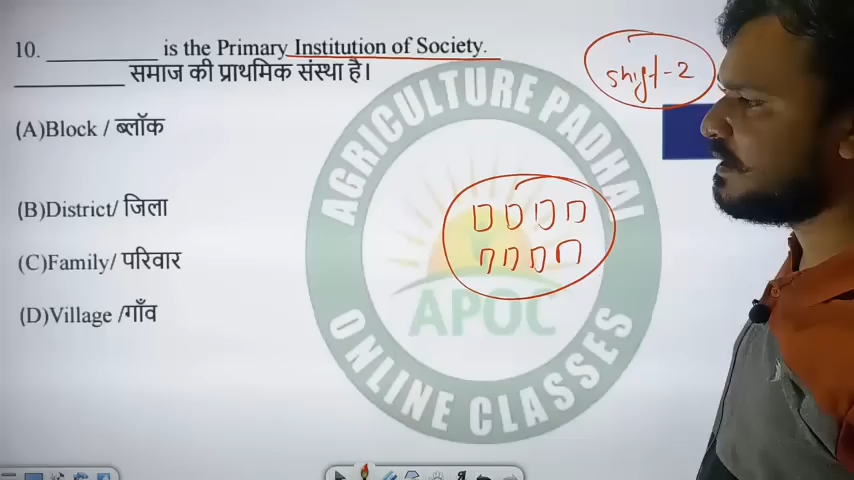 10. __________ is the Primary Institution of Society.
__________ समाज की प्राथमिक संस्था है।
shift-2
(A)Block / ब्लॉक
(B)District/ जिला
(C)Family/ परिवार
(D)Village /गाँव
AGRICULTURE PADHAI
APOC
ONLINE CLASSES